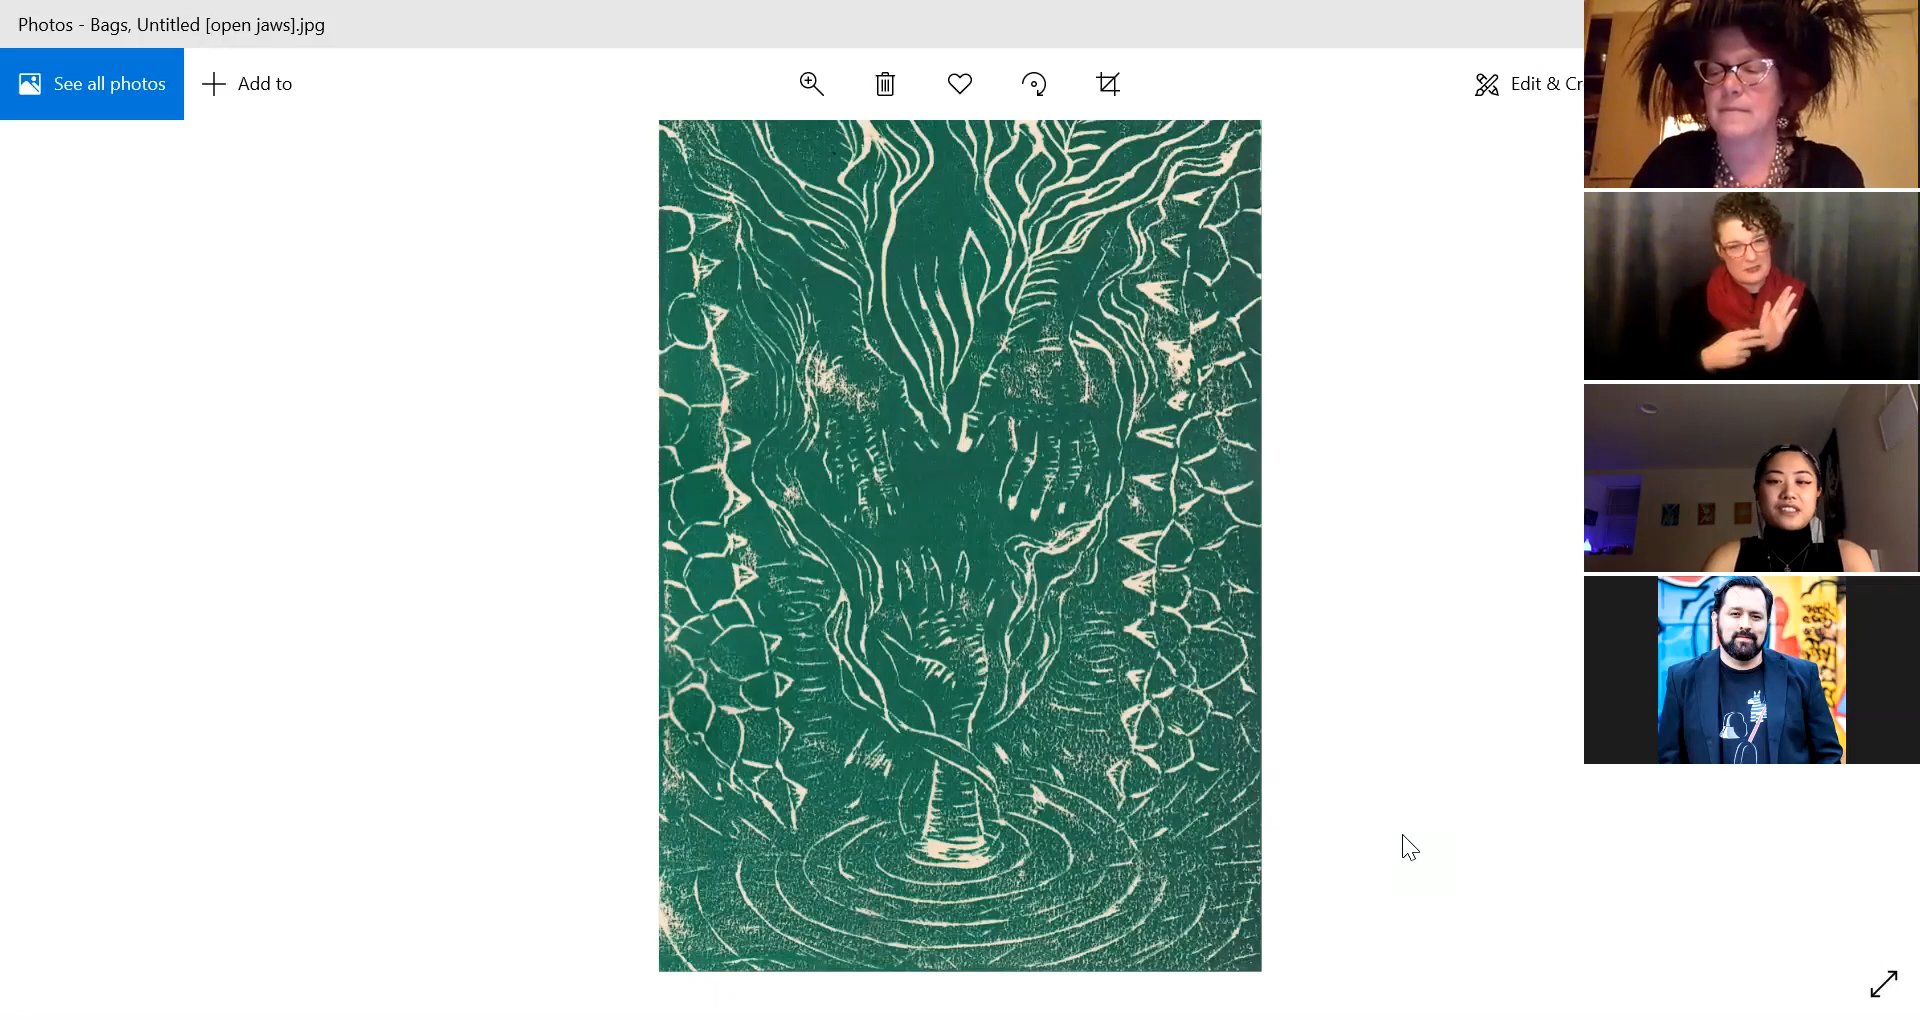 Photos - Bags, Untitled [open jaws].jpg
See all photos
Add to
Edit & Cr